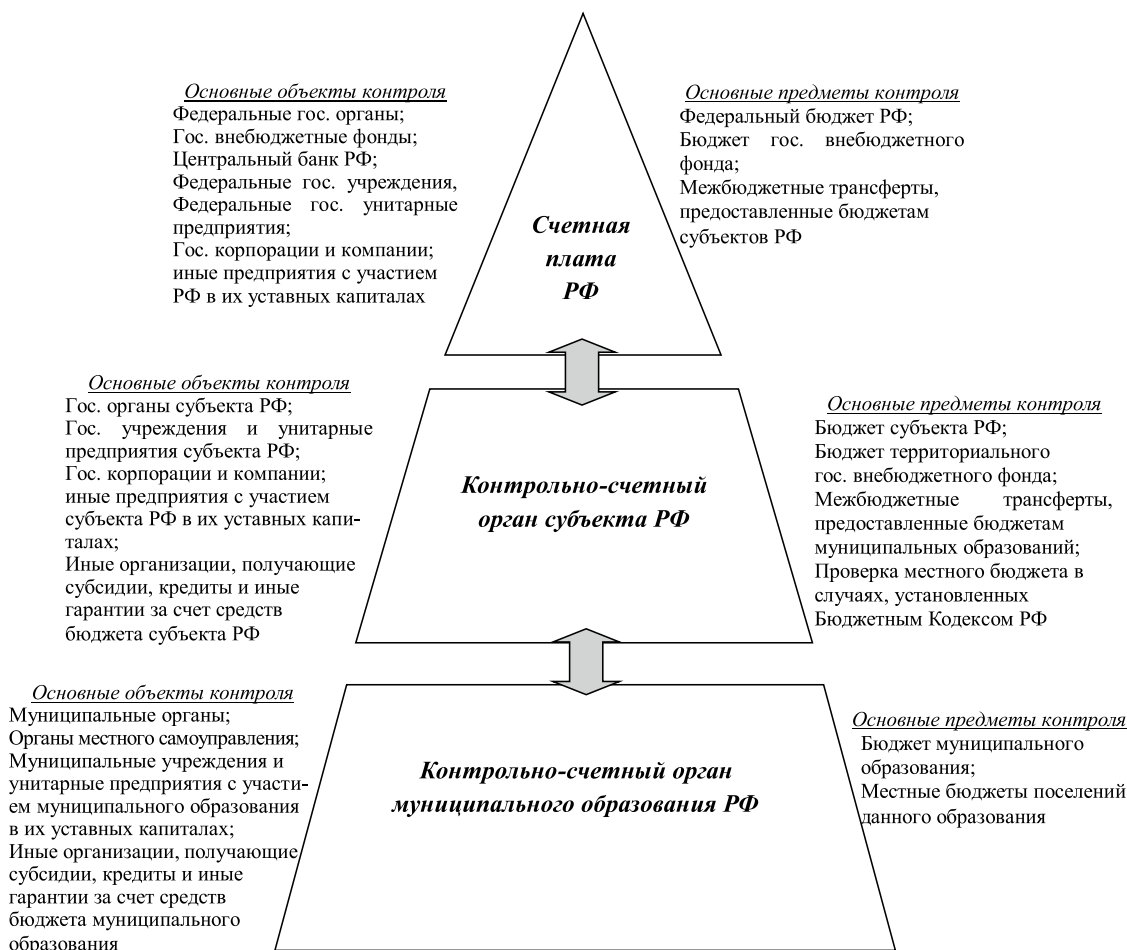 Основные объекты контроля
Федеральные гос. органы;
Гос. внебюджетные фонды;
Центральный банк РФ;
Федеральные гос. учреждения,
Федеральные гос. унитарные
предприятия;
Гос. корпорации и компании;
иные предприятия с участием
РФ в их уставных капиталах
Счетная
плата
РФ
Основные предметы контроля
Федеральный бюджет РФ;
Бюджет гос. внебюджетного
фонда;
Межбюджетные трансферты,
предоставленные бюджетам
субъектов РФ
Основные объекты контроля
Гос. органы субъекта РФ;
Гос. учреждения и унитарные
предприятия субъекта РФ;
Гос. корпорации и компании;
иные предприятия с участием
субъекта РФ в их уставных капи-
талах;
Иные организации, получающие
субсидии, кредиты и иные
гарантии за счет средств
бюджета субъекта РФ
Контрольно-счетный
орган субъекта РФ
Основные предметы контроля
Бюджет субъекта РФ;
Бюджет территориального
гос. внебюджетного фонда;
Межбюджетные трансферты,
предоставленные бюджетам
муниципальных образований;
Проверка местного бюджета в
случаях, установленных
Бюджетным Кодексом РФ
Основные объекты контроля
Муниципальные органы;
Органы местного самоуправления;
Муниципальные учреждения и
унитарные предприятия с участи-
ем муниципального образования
в их уставных капиталах;
Иные организации, получающие
субсидии, кредиты и иные
гарантии за счет средств
бюджета муниципального
образования
Контрольно-счетный орган
муниципального образования РФ
Основные предметы контроля
Бюджет муниципального
образования;
Местные бюджеты поселений
данного образования